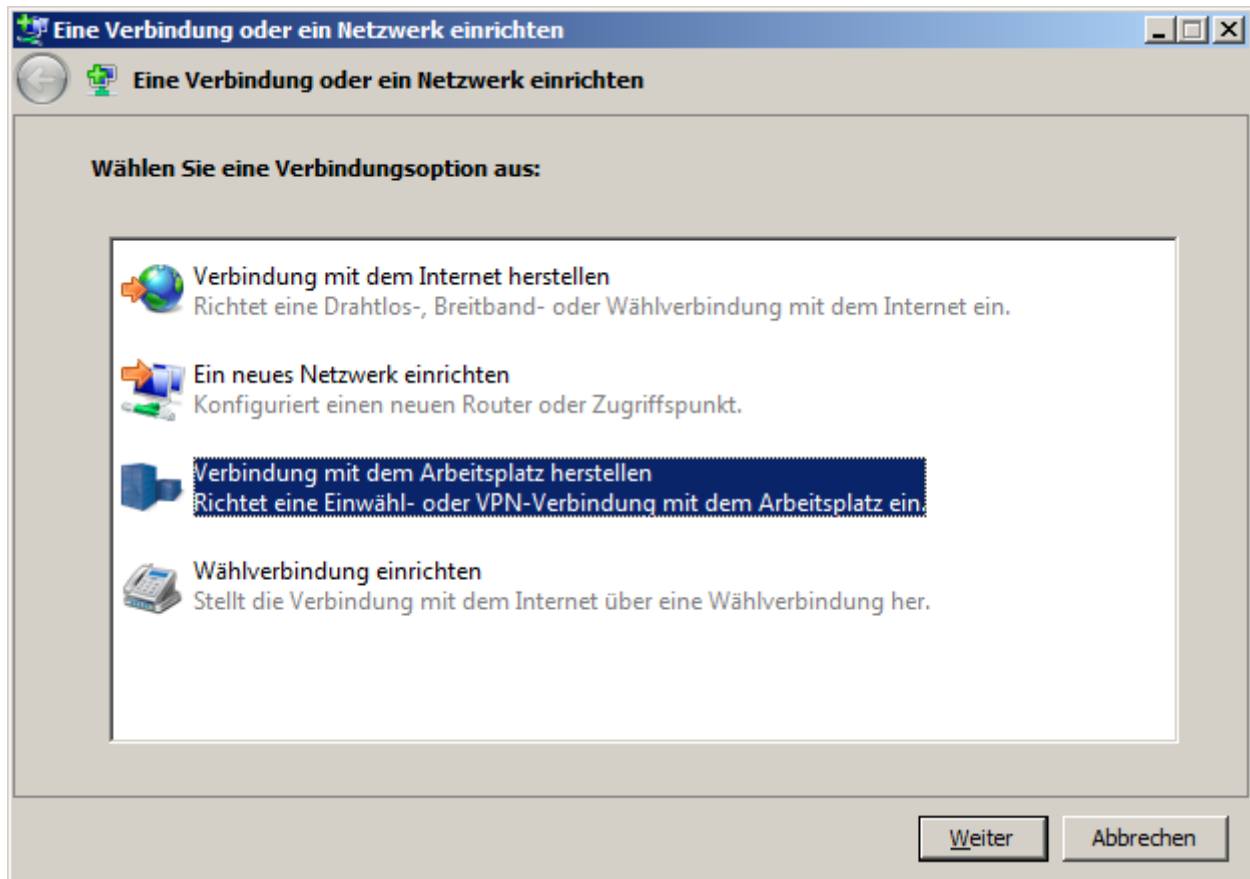 Eine Verbindung oder ein Netzwerk einrichten
Eine Verbindung oder ein Netzwerk einrichten
Wählen Sie eine Verbindungsoption aus:
Verbindung mit dem Internet herstellen
Richtet eine Drahtlos-, Breitband- oder Wählverbindung mit dem Internet ein.
Ein neues Netzwerk einrichten
Konfiguriert einen neuen Router oder Zugriffspunkt.
Verbindung mit dem Arbeitsplatz herstellen
Richtet eine Einwähl- oder VPN-Verbindung mit dem Arbeitsplatz ein.
Wählverbindung einrichten
Stellt die Verbindung mit dem Internet über eine Wählverbindung her.
Weiter
Abbrechen